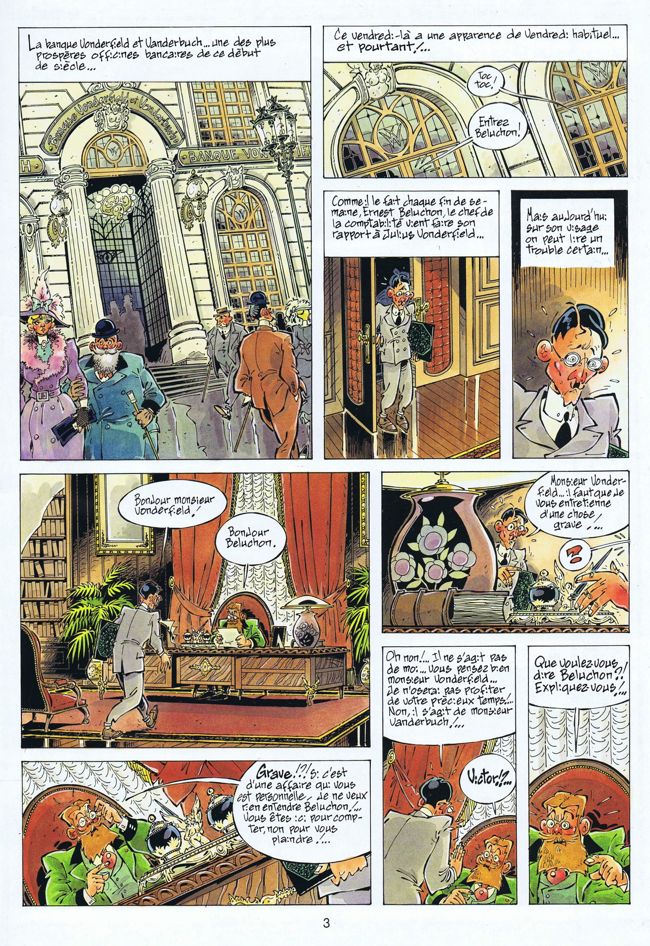 La banque Vonderfield et Vanderbuch... une des plus
prospères officines bancaires de ce début
de siècle...
BANQUE VON
Ce vendredi-là a une apparence de vendredi habituel...
et pourtant!...
Toc
toc!
Entrez
Beluchon!
Comme il le fait chaque fin de se-
maine, Ernest Beluchon, le chef de
la comptabilité vient faire son
rapport à Julius Vonderfield...
Mais aujourd'hui
sur son visage
on peut lire un
trouble certain...
Bonjour monsieur
Vonderfield!
Bonjour
Beluchon.
Monsieur Vonder-
field... il faut que je
vous entretienne
d'une chose
grave!...
?
Grave!?! Si c'est
d'une affaire qui vous
est personnelle... Je ne veux
rien entendre Beluchon!...
Vous êtes ici pour comp-
ter, non pour vous
plaindre!...
Oh non!... Il ne s'agit pas
de moi... Vous pensez bien
monsieur Vonderfield...
Je n'oserai pas profiter
de votre précieux temps!...
Non, il s'agit de monsieur
Vanderbuch!...
Victor!?...
Que voulez-vous
dire Beluchon?!
Expliquez-vous!...
3